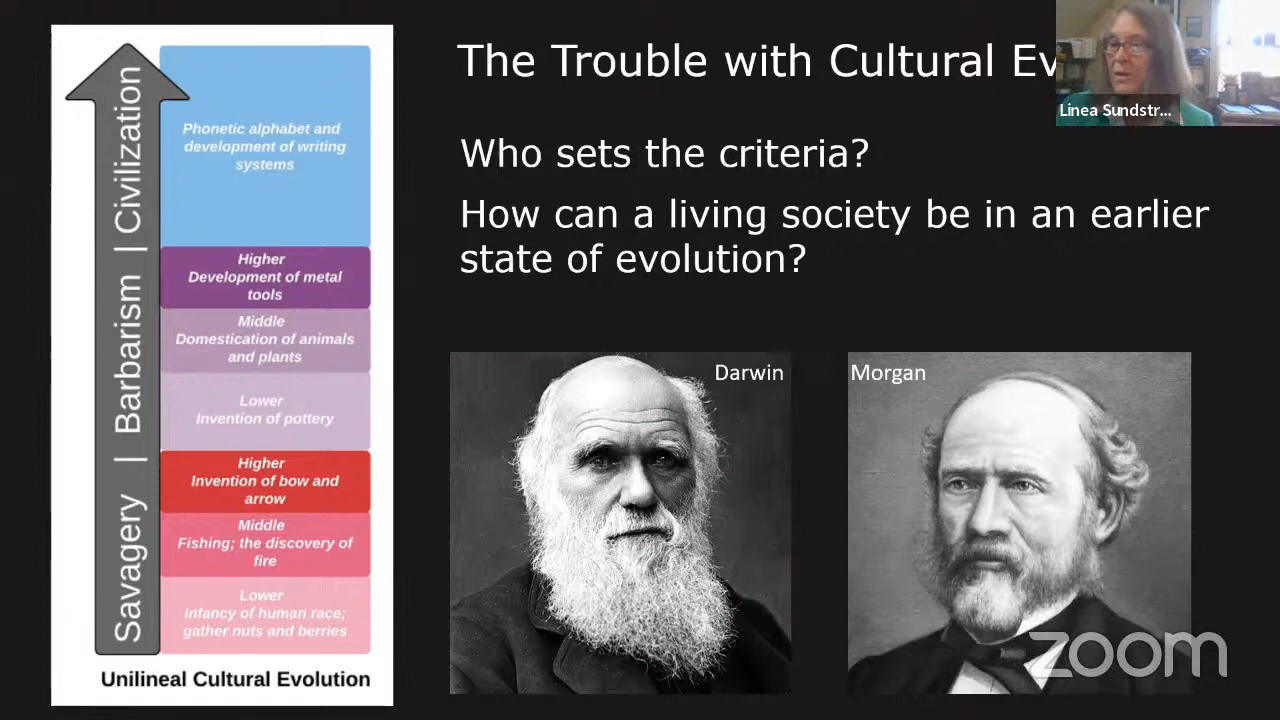 The Trouble with Cultural Ev
Linea Sundstr...
Who sets the criteria?
How can a living society be in an earlier
state of evolution?
Civilization
Barbarism |
Savagery |
Phonetic alphabet and
development of writing
systems
Higher
Development of metal
tools
Middle
Domestication of animals
and plants
Lower
Invention of pottery
Higher
Invention of bow and
arrow
Middle
Fishing; the discovery of
fire
Lower
Infancy of human race;
gather nuts and berries
Unilineal Cultural Evolution
Darwin
Morgan
zoom